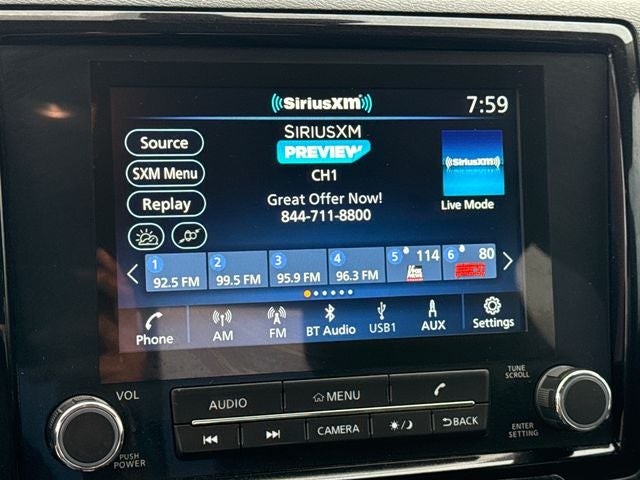 SiriusXM
7:59
Source
SIRIUSXM
PREVIEW
CH1
SXM Menu
SiriusXM
Replay
Great Offer Now!
844-711-8800
Live Mode
1 92.5 FM
2 99.5 FM
3 95.9 FM
4 96.3 FM
5 114
6 80
Phone
AM
FM
BT Audio
USB1
AUX
Settings
VOL
PUSH
POWER
AUDIO
MENU
CAMERA
BACK
TUNE
SCROLL
ENTER
SETTING